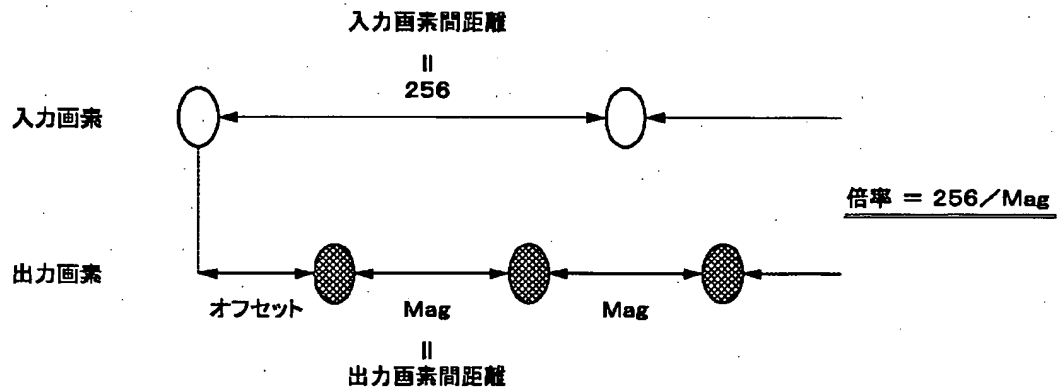 入力画素間距離
||
256
入力画素
倍率 = 256/Mag
出力画素
オフセット Mag Mag
||
出力画素間距離